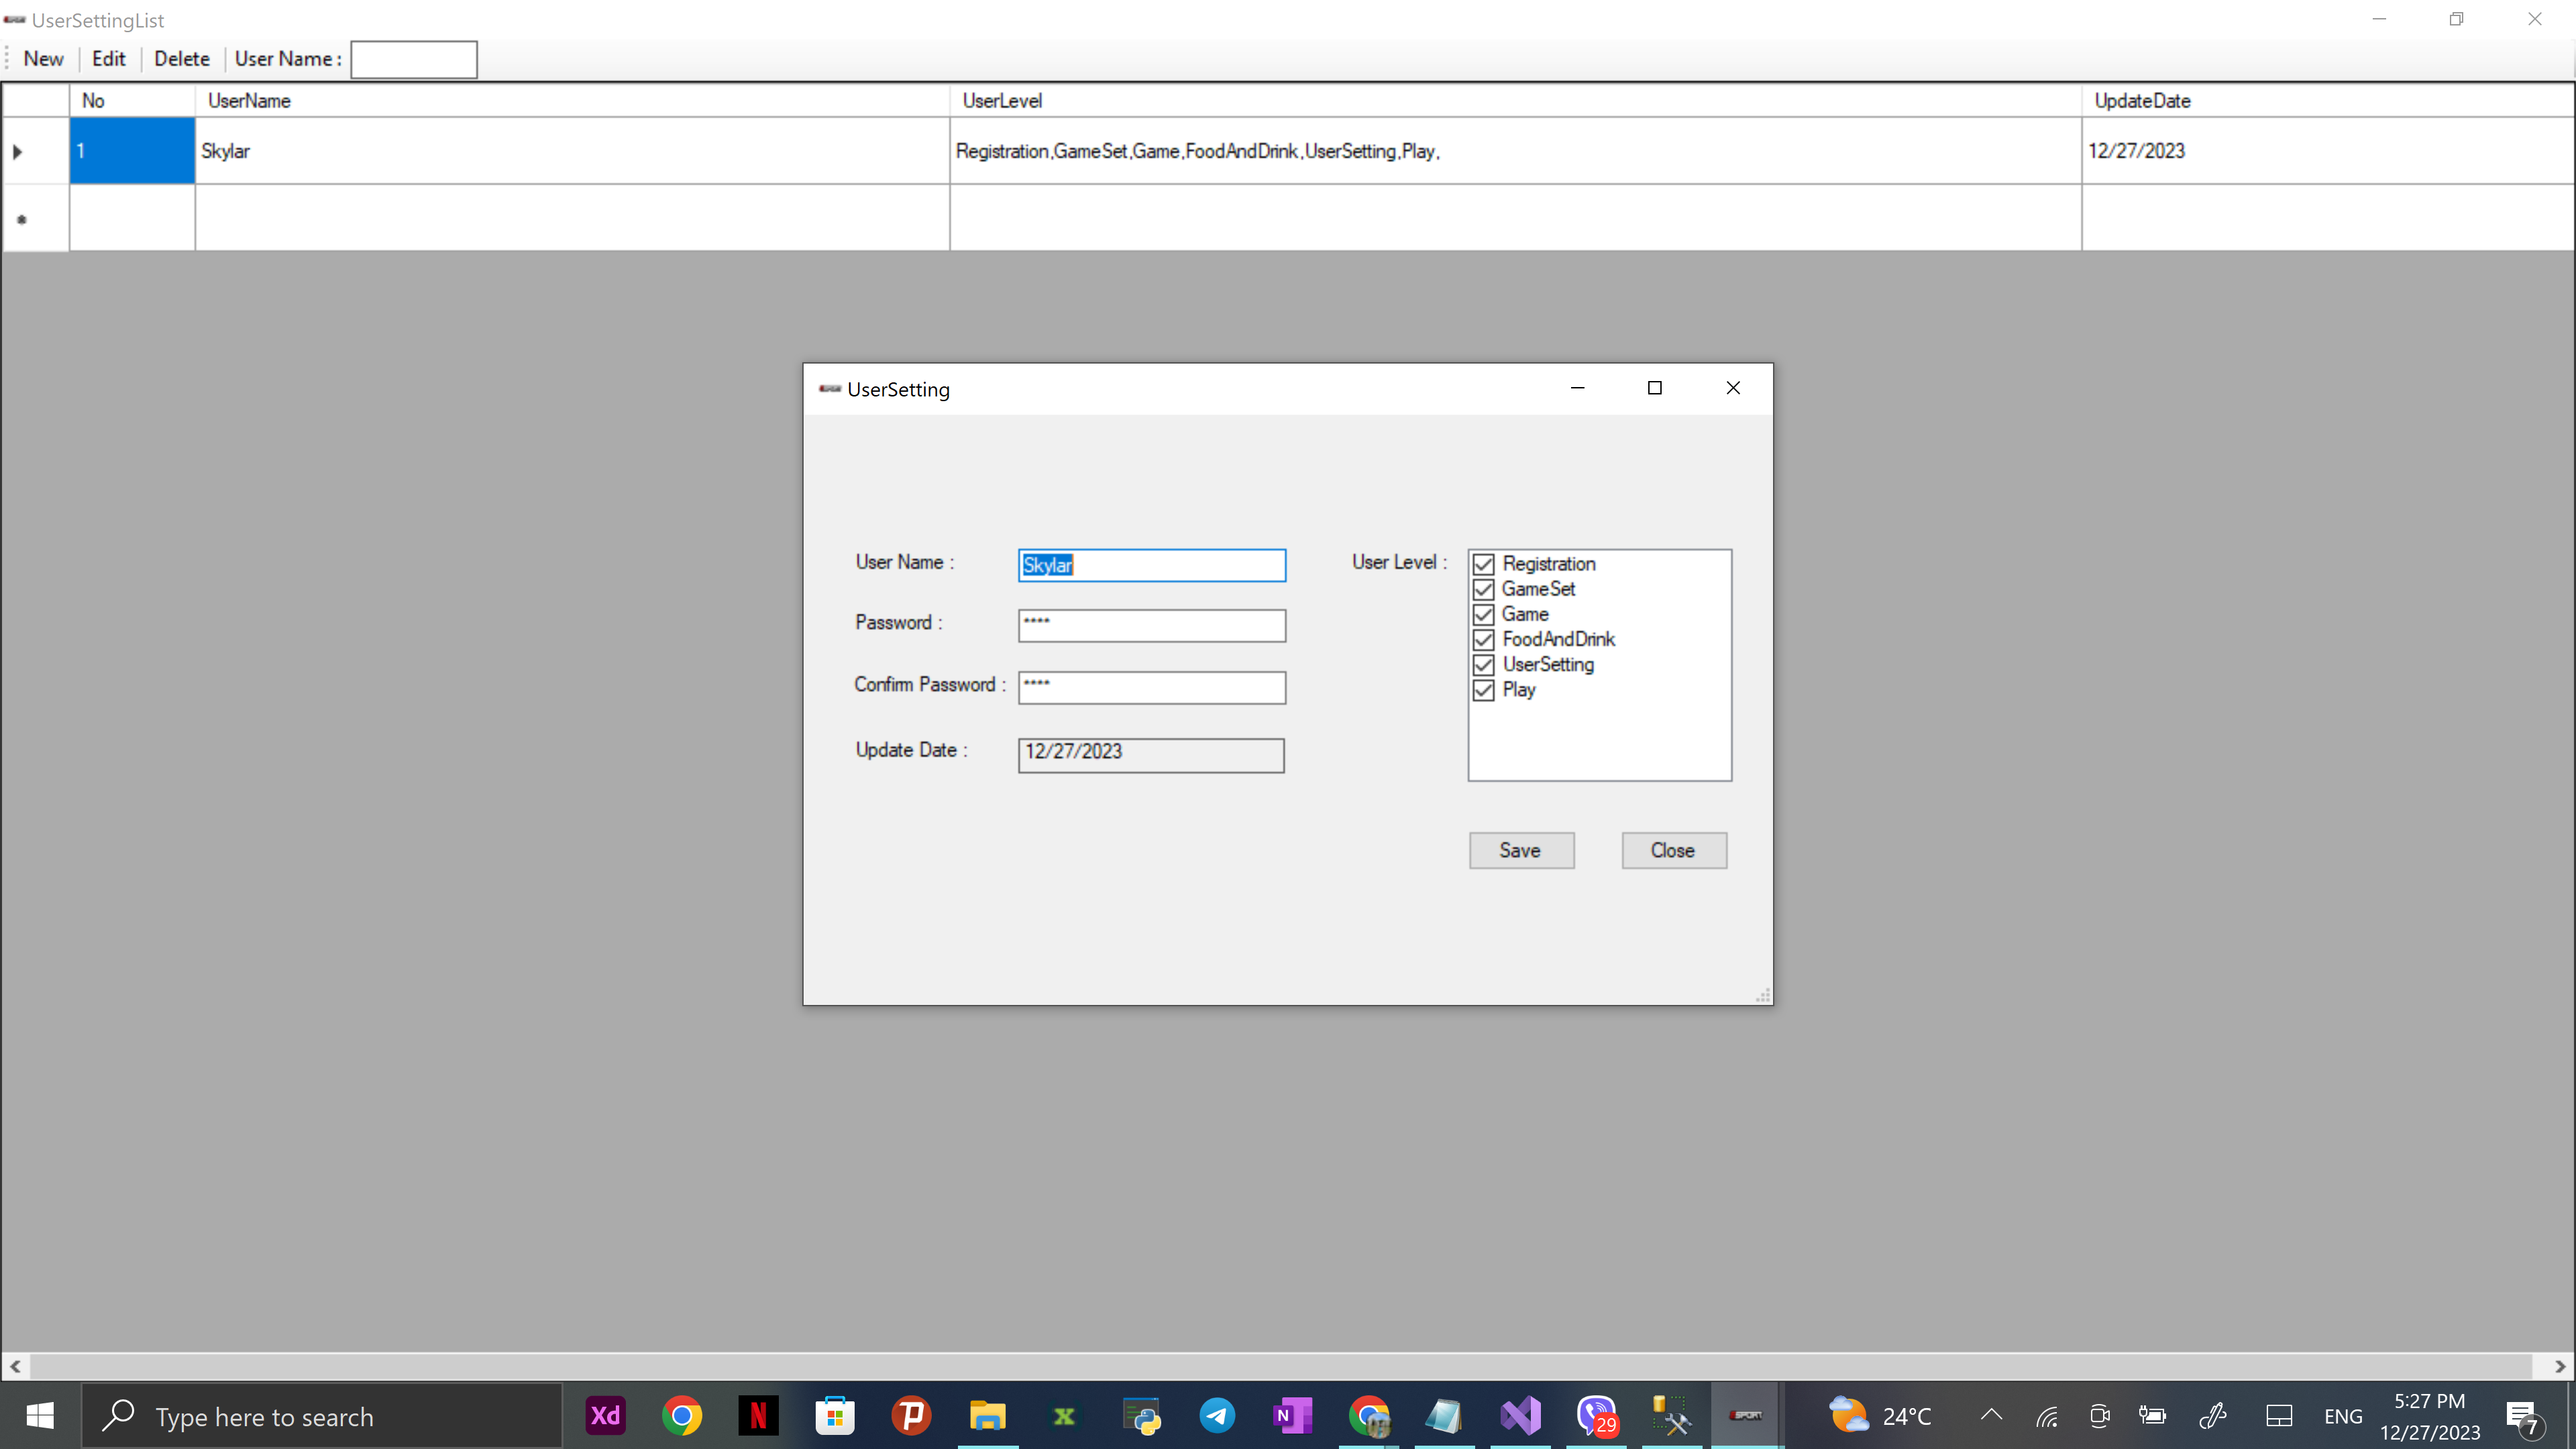 UserSettingList
New Edit Delete User Name :
No UserName UserLevel UpdateDate
1 Skylar Registration,GameSet,Game,FoodAndDrink,UserSetting,Play, 12/27/2023
UserSetting
User Name : Skylar
Password : ****
Confirm Password : ****
Update Date : 12/27/2023
User Level :
Registration
GameSet
Game
FoodAndDrink
UserSetting
Play
Save Close
Type here to search
Xd
N
29
24°C
ENG
5:27 PM
12/27/2023
7